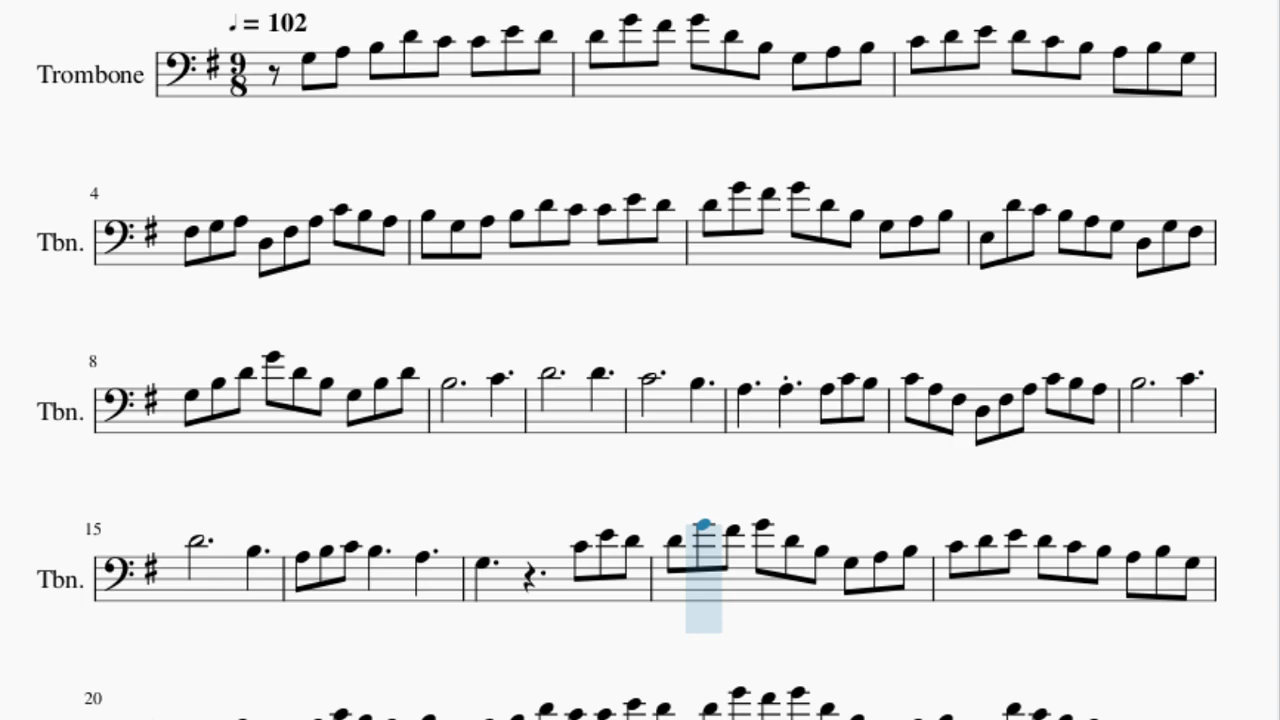 ♩ = 102
Trombone
9
8
4
Tbn.
8
Tbn.
15
Tbn.
20